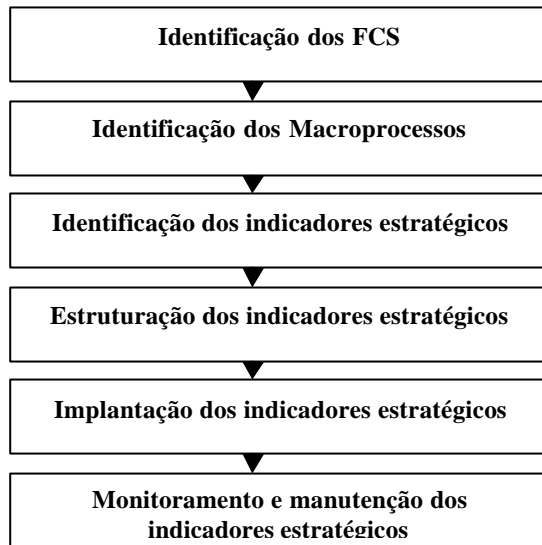 Identificação dos FCS
Identificação dos Macroprocessos
Identificação dos indicadores estratégicos
Estruturação dos indicadores estratégicos
Implantação dos indicadores estratégicos
Monitoramento e manutenção dos
indicadores estratégicos